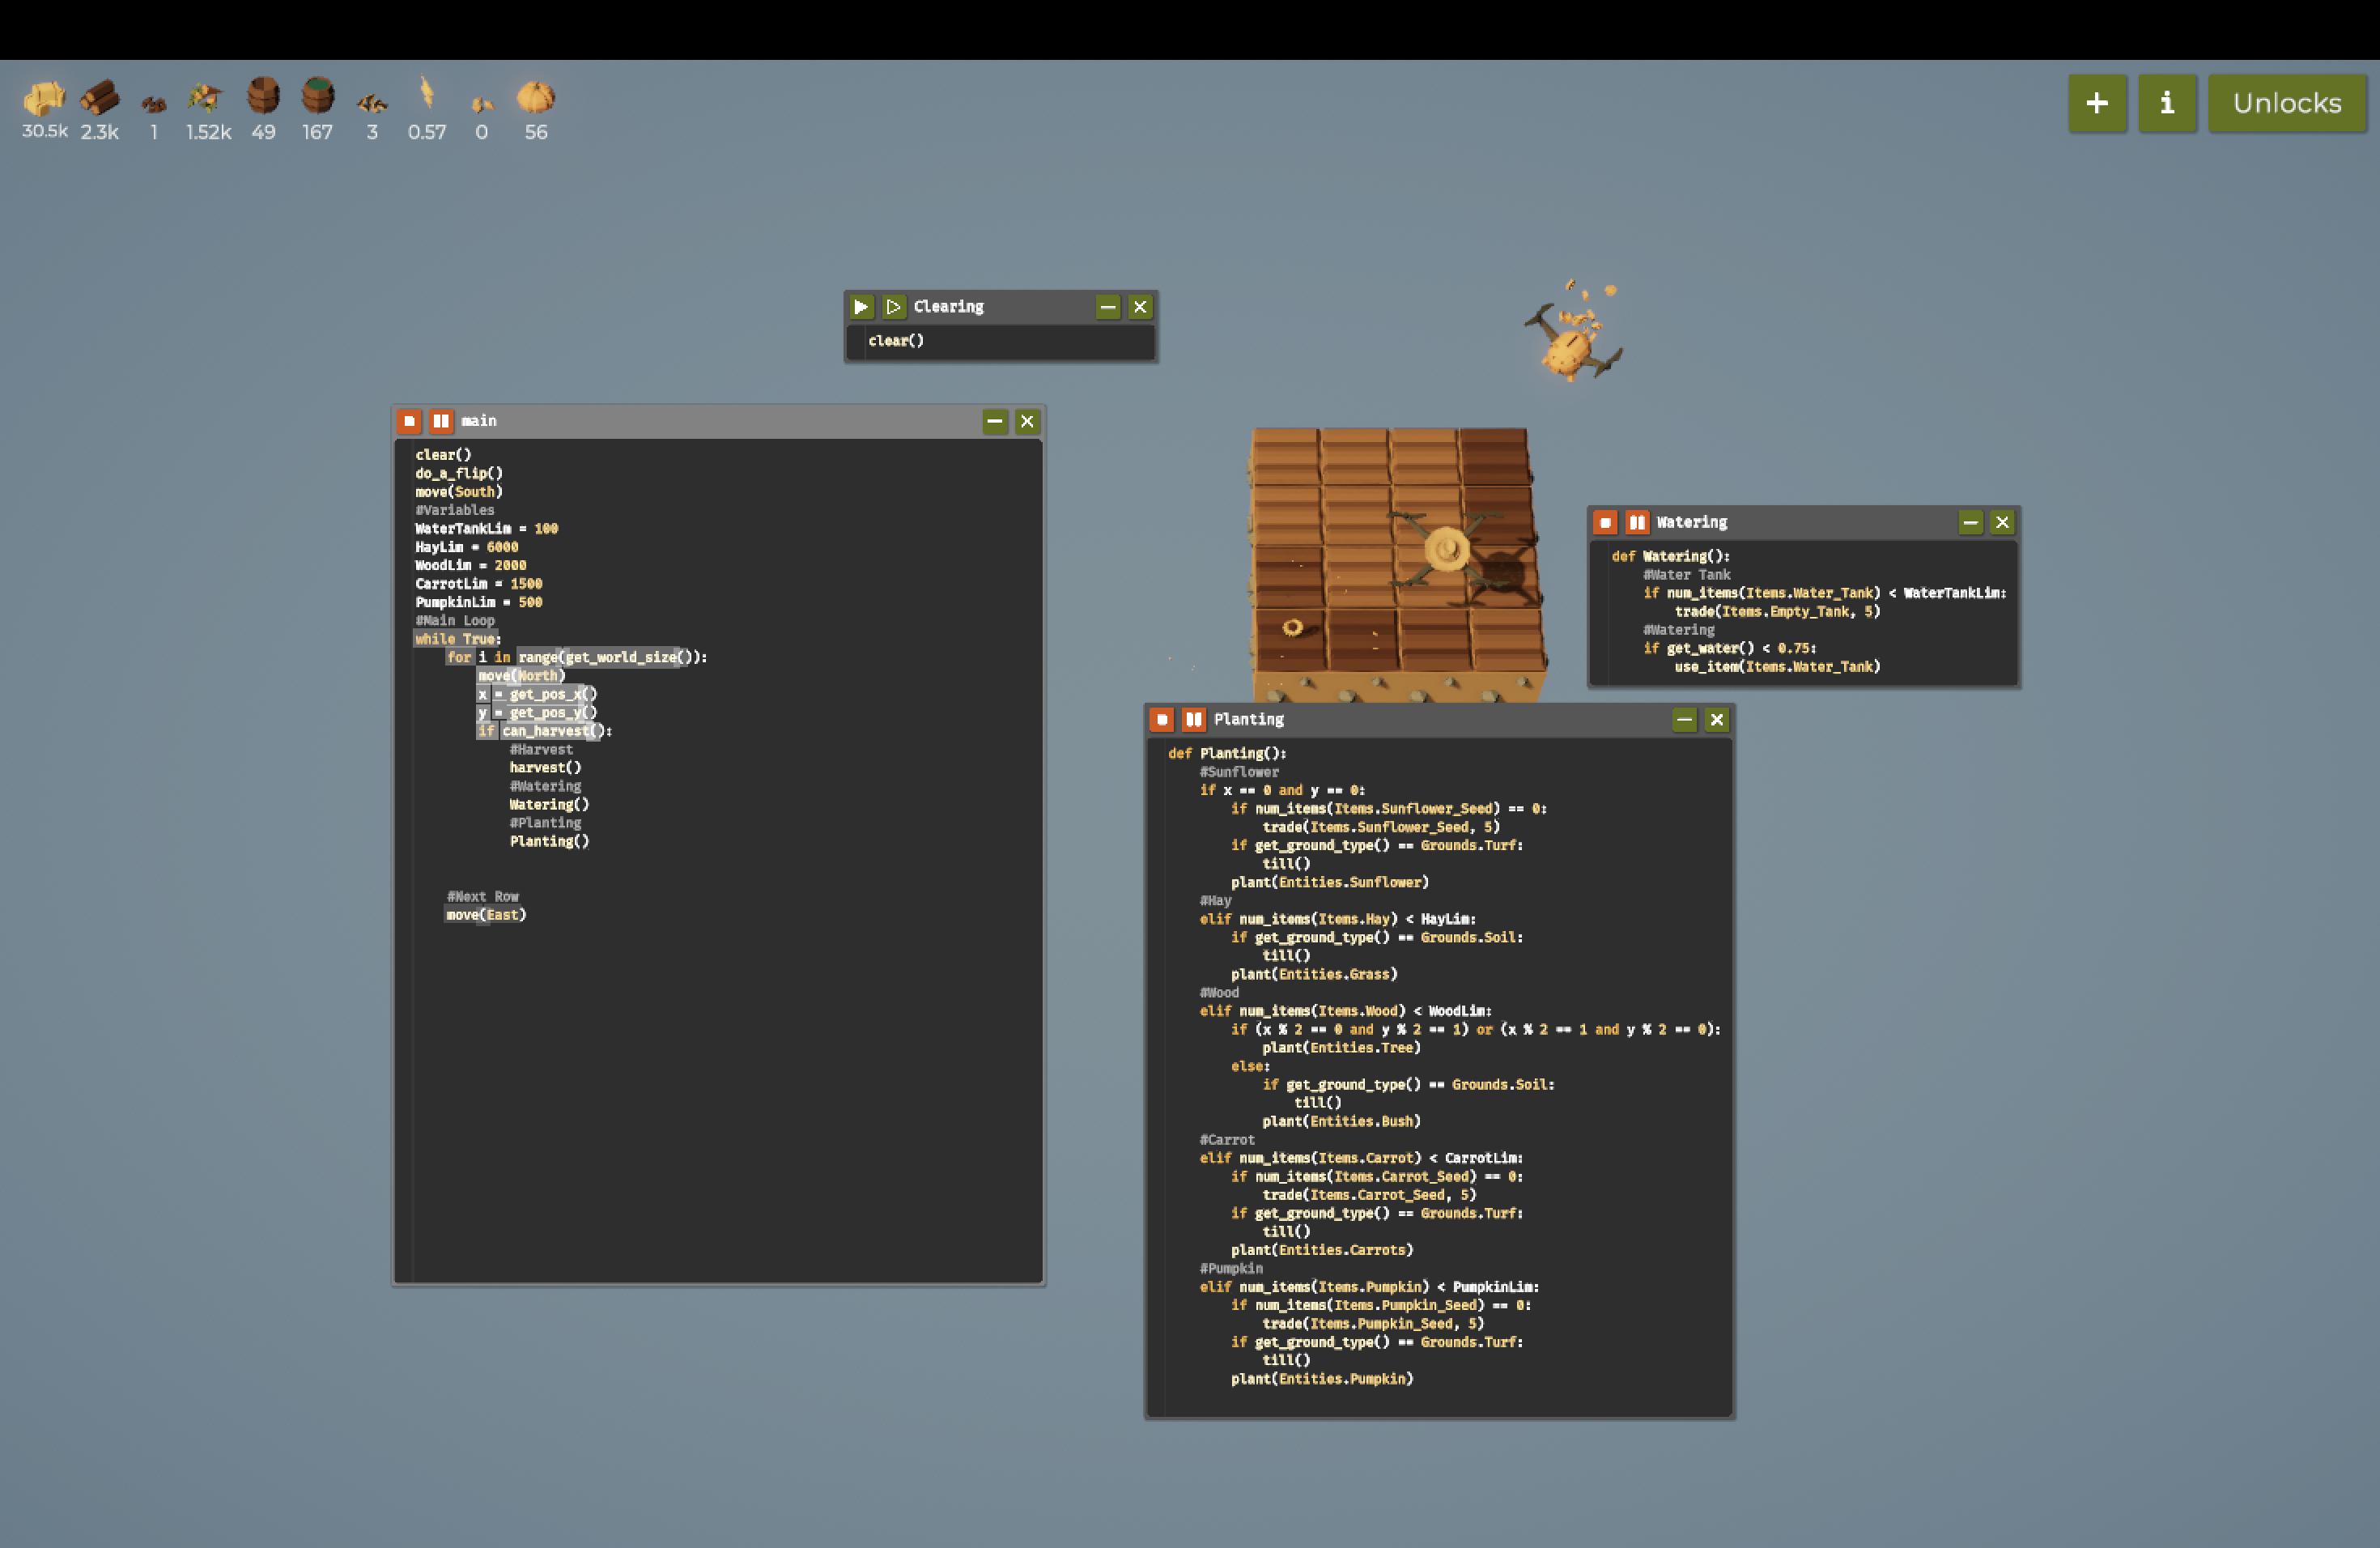 30.5k 2.3k 1 1.52k 49 167 3 0.57 0 56
+ i Unlocks
Clearing
clear()
main
clear()
do_a_flip()
move(South)
#Variables
WaterTankLim = 100
HayLim = 6000
WoodLim = 2000
CarrotLim = 1500
PumpkinLim = 500
#Main Loop
while True:
for i in range(get_world_size()):
move(North)
x = get_pos_x()
y = get_pos_y()
if can_harvest():
#Harvest
harvest()
#Watering
Watering()
#Planting
Planting()
#Next Row
move(East)
Watering
def Watering():
#Water Tank
if num_items(Items.Water_Tank) < WaterTankLim:
trade(Items.Empty_Tank, 5)
#Watering
if get_water() < 0.75:
use_item(Items.Water_Tank)
Planting
def Planting():
#Sunflower
if x == 0 and y == 0:
if num_items(Items.Sunflower_Seed) == 0:
trade(Items.Sunflower_Seed, 5)
if get_ground_type() == Grounds.Turf:
till()
plant(Entities.Sunflower)
#Hay
elif num_items(Items.Hay) < HayLim:
if get_ground_type() == Grounds.Soil:
till()
plant(Entities.Grass)
#Wood
elif num_items(Items.Wood) < WoodLim:
if (x % 2 == 0 and y % 2 == 1) or (x % 2 == 1 and y % 2 == 0):
plant(Entities.Tree)
else:
if get_ground_type() == Grounds.Soil:
till()
plant(Entities.Bush)
#Carrot
elif num_items(Items.Carrot) < CarrotLim:
if num_items(Items.Carrot_Seed) == 0:
trade(Items.Carrot_Seed, 5)
if get_ground_type() == Grounds.Turf:
till()
plant(Entities.Carrots)
#Pumpkin
elif num_items(Items.Pumpkin) < PumpkinLim:
if num_items(Items.Pumpkin_Seed) == 0:
trade(Items.Pumpkin_Seed, 5)
if get_ground_type() == Grounds.Turf:
till()
plant(Entities.Pumpkin)